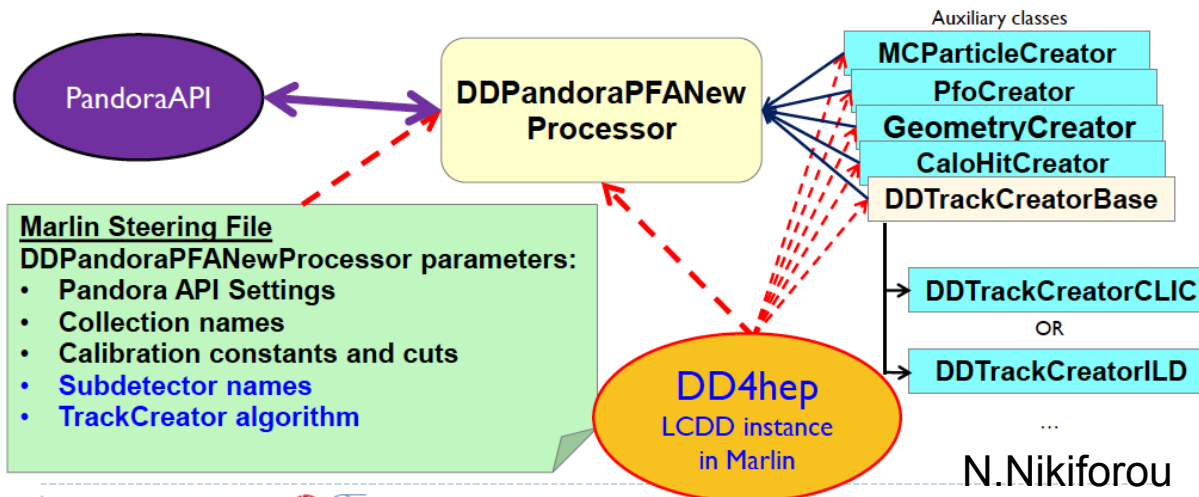 Auxiliary classes
MCParticleCreator
PfoCreator
GeometryCreator
CaloHitCreator
DDTrackCreatorBase
PandoraAPI
DDPandoraPFANew
Processor
Marlin Steering File
DDPandoraPFANewProcessor parameters:
• Pandora API Settings
• Collection names
• Calibration constants and cuts
• Subdetector names
• TrackCreator algorithm
DD4hep
LCDD instance
in Marlin
DDTrackCreatorCLIC
OR
DDTrackCreatorILD
...
N.Nikiforou